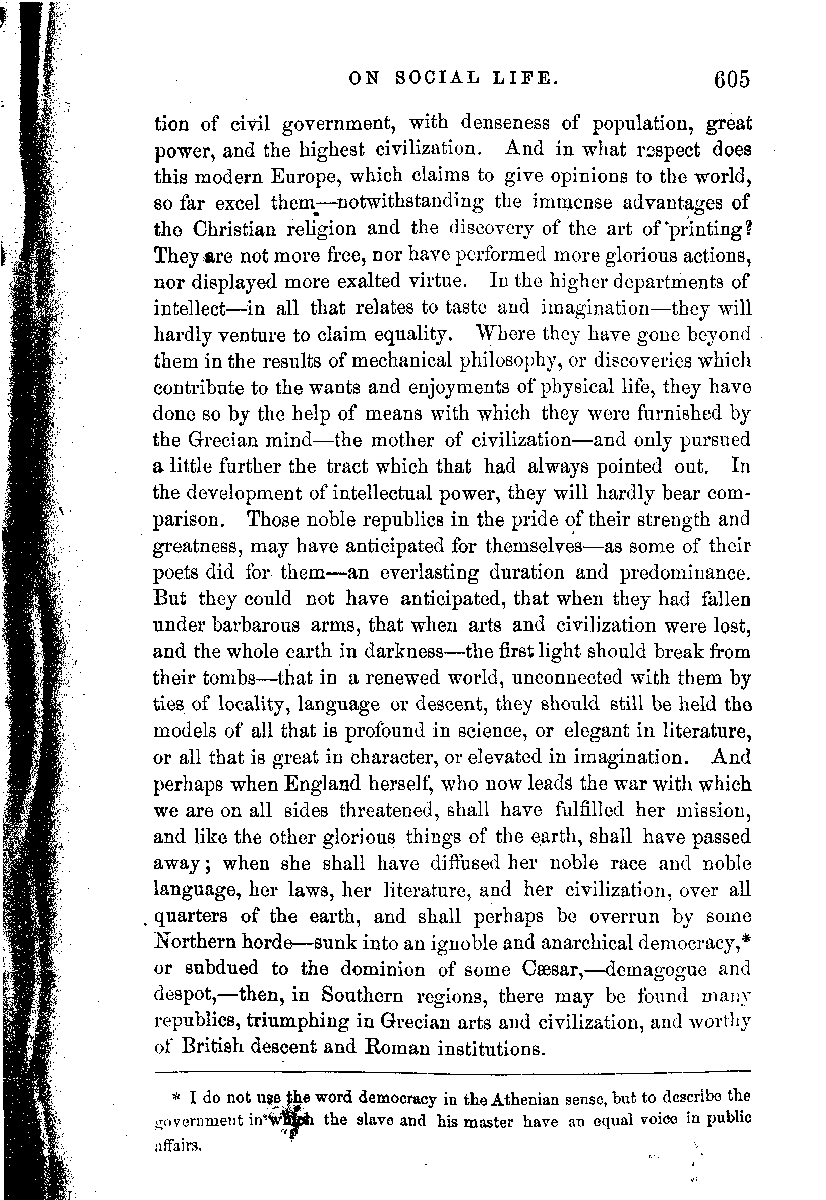 ON SOCIAL LIFE. 605
tion of civil government, with denseness of population, great
power, and the highest civilization. And in what respect does
this modern Europe, which claims to give opinions to the world,
so far excel them—notwithstanding the immense advantages of
the Christian religion and the discovery of the art of printing?
They are not more free, nor have performed more glorious actions,
nor displayed more exalted virtue. In the higher departments of
intellect—in all that relates to taste and imagination—they will
hardly venture to claim equality. Where they have gone beyond
them in the results of mechanical philosophy, or discoveries which
contribute to the wants and enjoyments of physical life, they have
done so by the help of means with which they were furnished by
the Grecian mind—the mother of civilization—and only pursued
a little further the tract which that had always pointed out. In
the development of intellectual power, they will hardly bear com-
parison. Those noble republics in the pride of their strength and
greatness, may have anticipated for themselves—as some of their
poets did for them—an everlasting duration and predominance.
But they could not have anticipated, that when they had fallen
under barbarous arms, that when arts and civilization were lost,
and the whole earth in darkness—the first light should break from
their tombs—that in a renewed world, unconnected with them by
ties of locality, language or descent, they should still be held the
models of all that is profound in science, or elegant in literature,
or all that is great in character, or elevated in imagination. And
perhaps when England herself, who now leads the war with which
we are on all sides threatened, shall have fulfilled her mission,
and like the other glorious things of the earth, shall have passed
away; when she shall have diffused her noble race and noble
language, her laws, her literature, and her civilization, over all
quarters of the earth, and shall perhaps be overrun by some
Northern horde—sunk into an ignoble and anarchical democracy,*
or subdued to the dominion of some Cæsar,—demagogue and
despot,—then, in Southern regions, there may be found many
republics, triumphing in Grecian arts and civilization, and worthy
of British descent and Roman institutions.
* I do not use the word democracy in the Athenian sense, but to describe the
government in which the slave and his master have an equal voice in public
affairs.